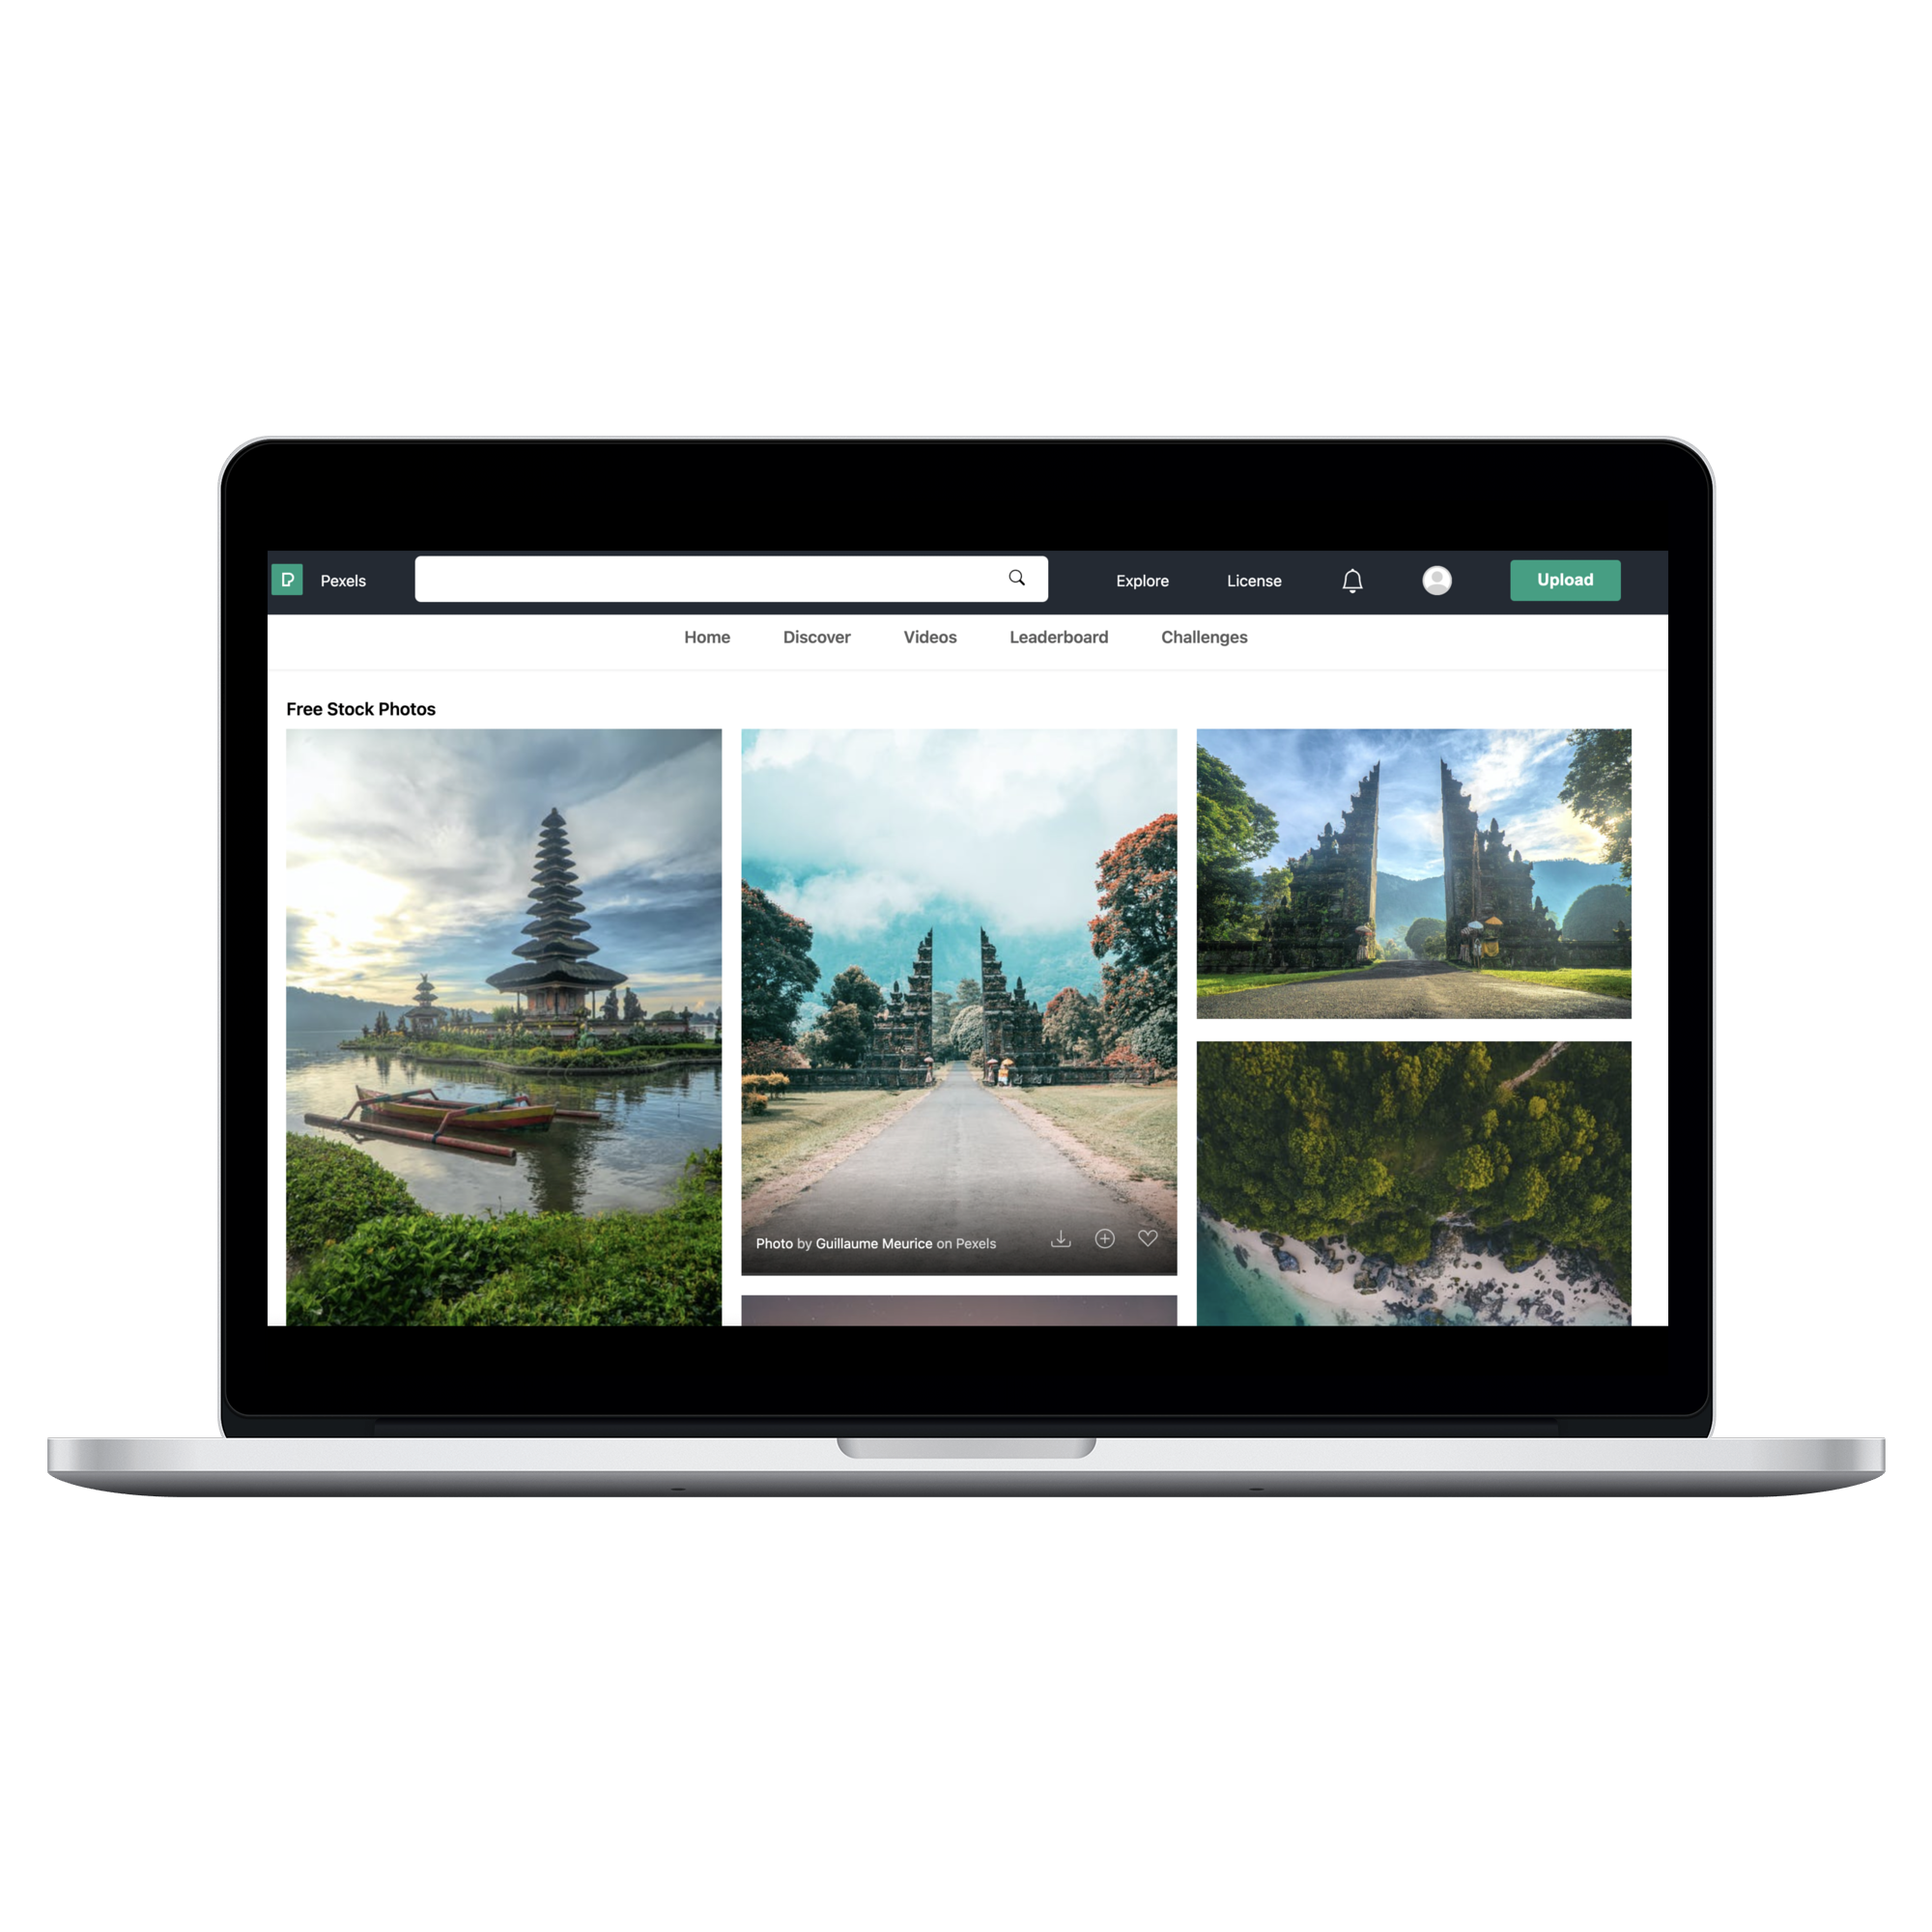 Pexels
Explore
License
Upload
Home
Discover
Videos
Leaderboard
Challenges
Free Stock Photos
Photo by Guillaume Meurice on Pexels